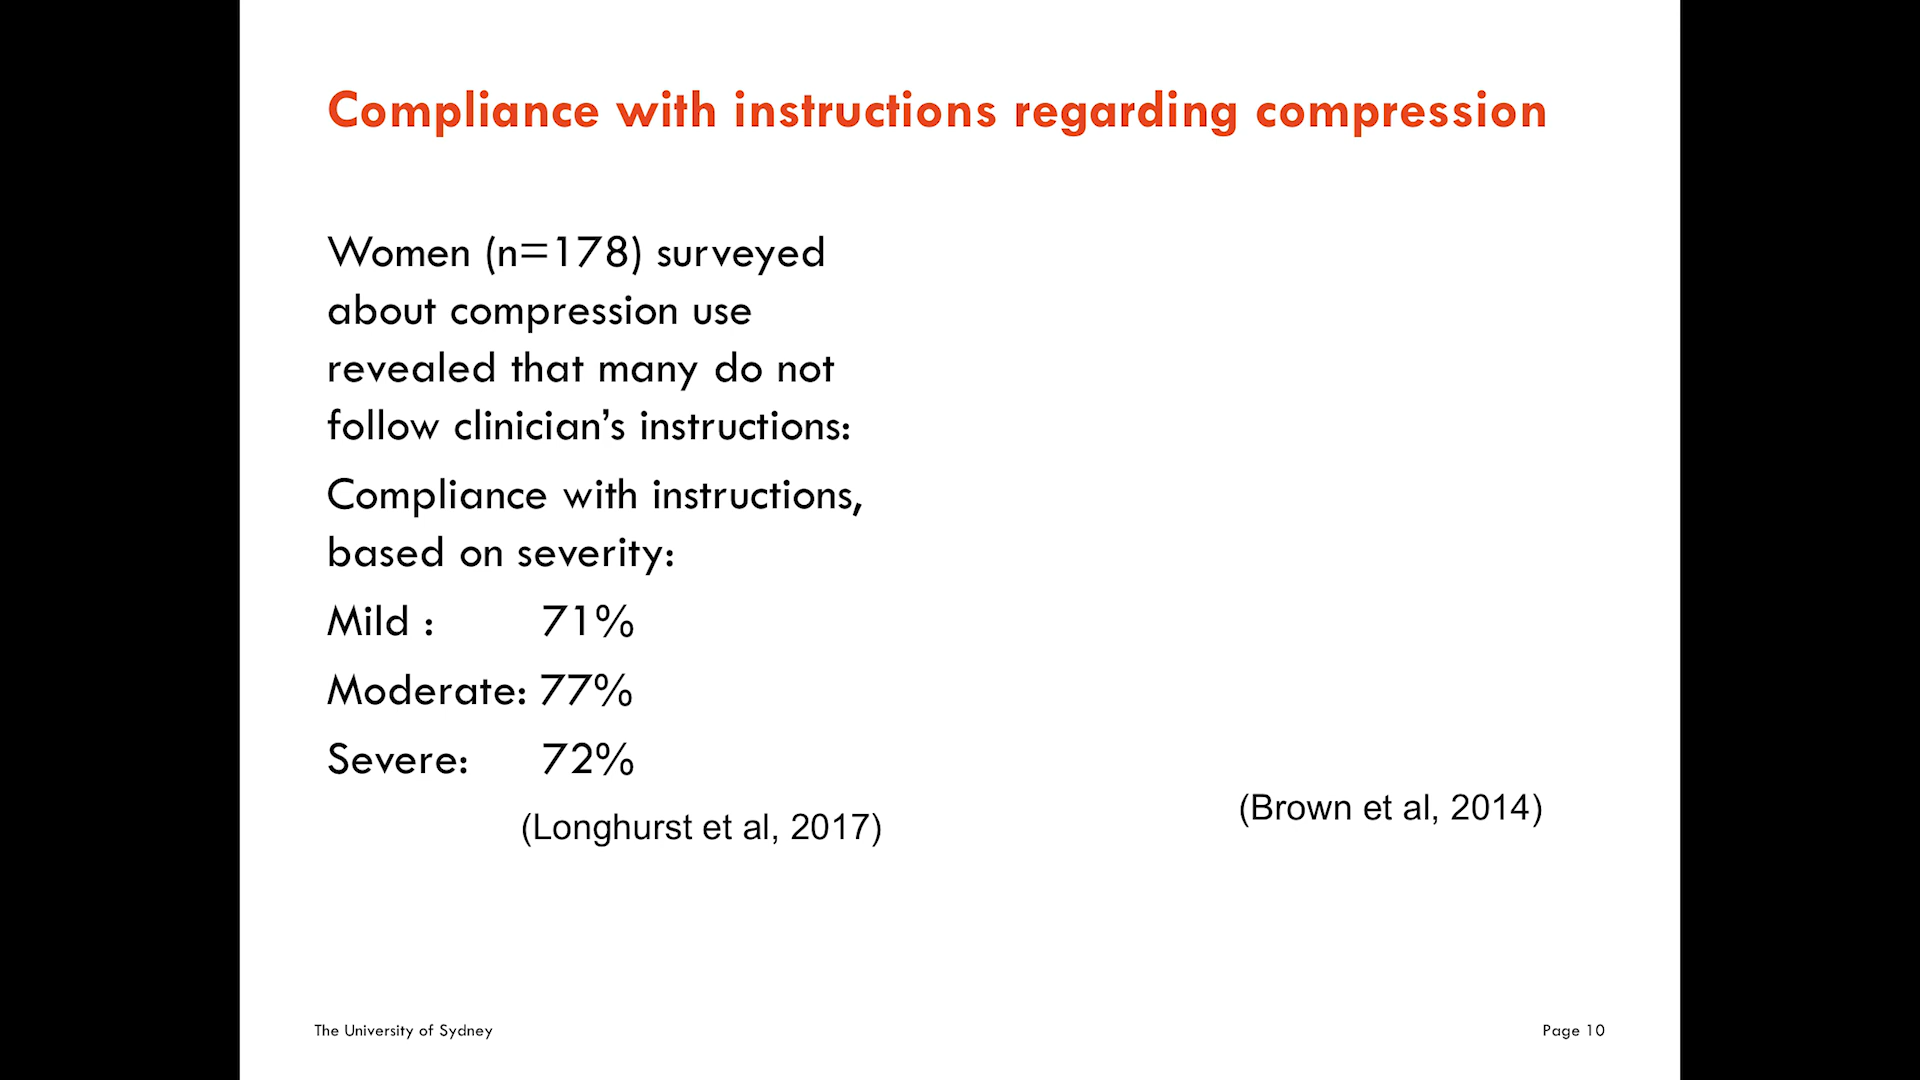 Compliance with instructions regarding compression
Women (n=178) surveyed
about compression use
revealed that many do not
follow clinician’s instructions:
Compliance with instructions,
based on severity:
Mild : 71%
Moderate: 77%
Severe: 72%
(Longhurst et al, 2017)
(Brown et al, 2014)
The University of Sydney
Page 10